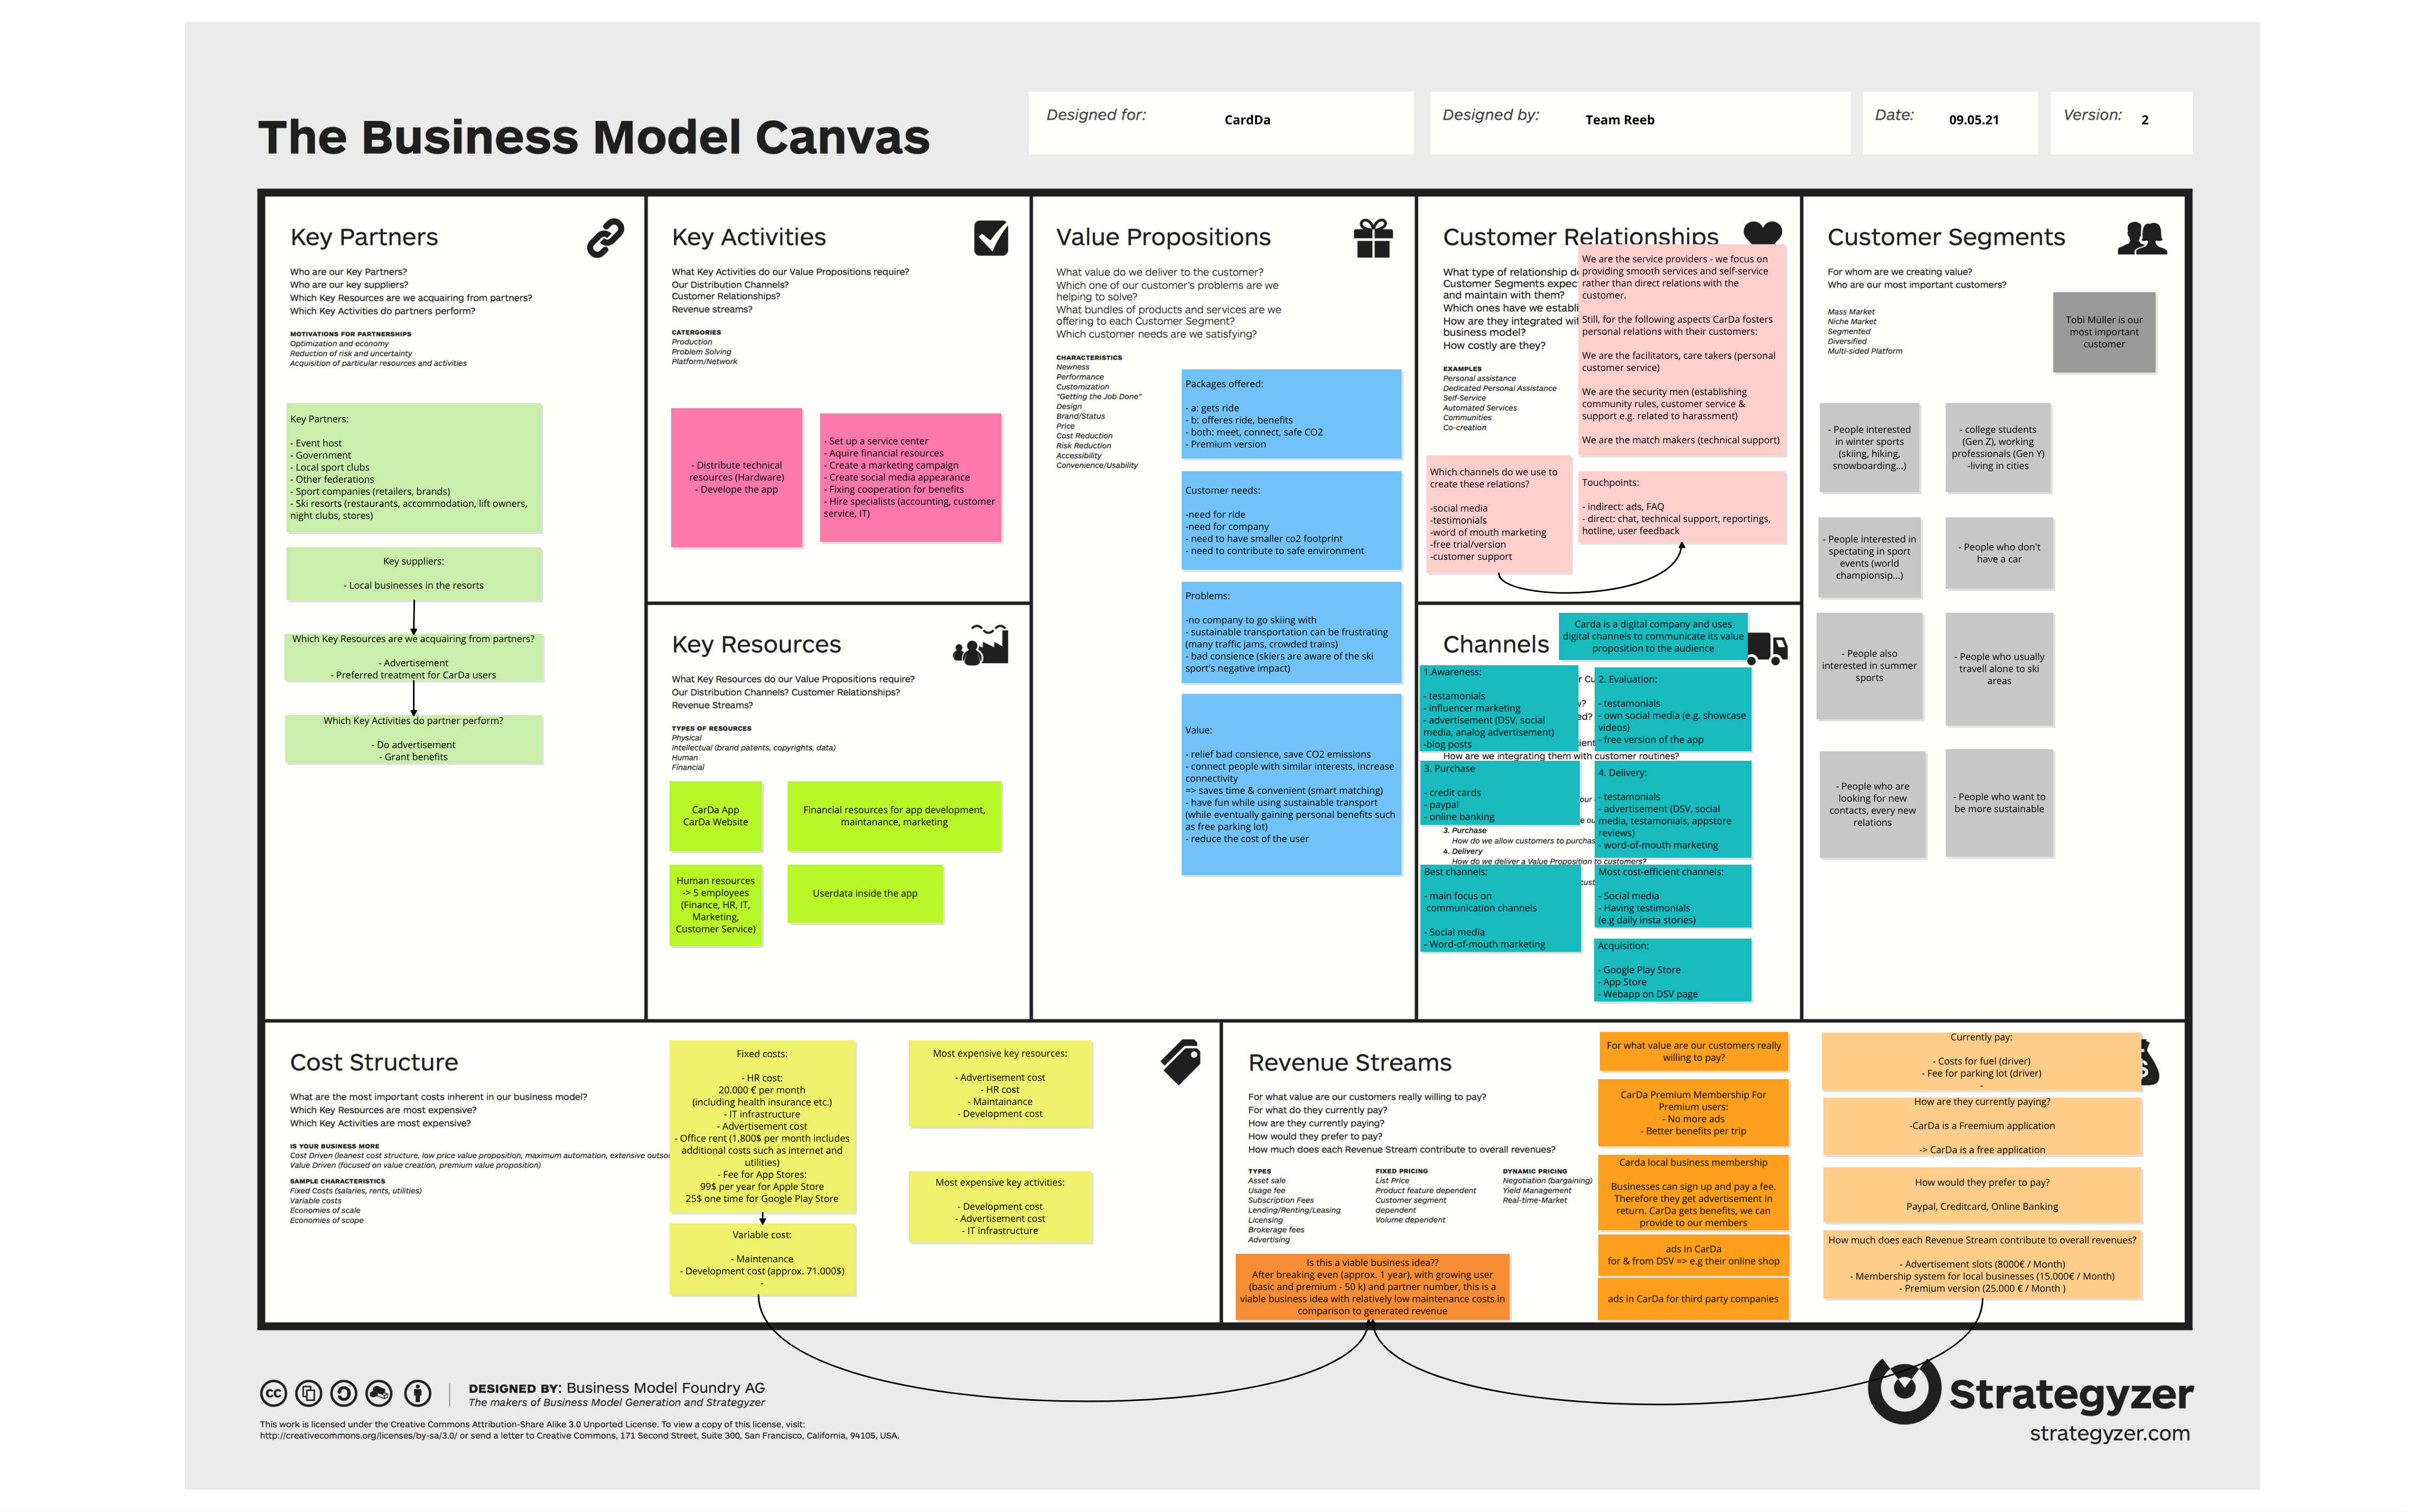 The Business Model Canvas
Designed for:
CardDa
Designed by:
Team Reeb
Date:
09.05.21
Version:
2
Key Partners
Who are our Key Partners?
Who are our key suppliers?
Which Key Resources are we acquairing from partners?
Which Key Activities do partners perform?
MOTIVATIONS FOR PARTNERSHIPS
Optimization and economy
Reduction of risk and uncertainty
Acquisition of particular resources and activities
Key Partners:
- Event host
- Government
- Local sport clubs
- Other federations
- Sport companies (retailers, brands)
- Ski resorts (restaurants, accommodation, lift owners,
night clubs, stores)
Key suppliers:
- Local businesses in the resorts
Which Key Resources are we acquairing from partners?
- Advertisement
- Preferred treatment for CarDa users
Which Key Activities do partner perform?
- Do advertisement
- Grant benefits
Key Activities
What Key Activities do our Value Propositions require?
Our Distribution Channels?
Customer Relationships?
Revenue streams?
CATERGORIES
Production
Problem Solving
Platform/Network
- Distribute technical
resources (Hardware)
- Develope the app
- Set up a service center
- Aquire financial resources
- Create a marketing campaign
- Create social media appearance
- Fixing cooperation for benefits
- Hire specialists (accounting, customer
service, IT)
Key Resources
What Key Resources do our Value Propositions require?
Our Distribution Channels? Customer Relationships?
Revenue Streams?
TYPES OF RESOURCES
Physical
Intellectual (brand patents, copyrights, data)
Human
Financial
CarDa App
CarDa Website
Financial resources for app development,
maintanance, marketing
Human resources
-> 5 employees
(Finance, HR, IT,
Marketing,
Customer Service)
Userdata inside the app
Value Propositions
What value do we deliver to the customer?
Which one of our customer's problems are we
helping to solve?
What bundles of products and services are we
offering to each Customer Segment?
Which customer needs are we satisfying?
CHARACTERISTICS
Newness
Performance
Customization
"Getting the Job Done"
Design
Brand/Status
Price
Cost Reduction
Risk Reduction
Accessibility
Convenience/Usability
Packages offered:
- a: gets ride
- b: offeres ride, benefits
- both: meet, connect, safe CO2
- Premium version
Customer needs:
-need for ride
-need for company
- need to have smaller co2 footprint
- need to contribute to safe environment
Problems:
-no company to go skiing with
- sustainable transportation can be frustrating
(many traffic jams, crowded trains)
- bad consience (skiers are aware of the ski
sport's negative impact)
Value:
- relief bad consience, save CO2 emissions
- connect people with similar interests, increase
connectivity
=> saves time & convenient (smart matching)
- have fun while using sustainable transport
(while eventually gaining personal benefits such
as free parking lot)
- reduce the cost of the user
Customer Relationships
What type of relationship
Customer Segments
and maintain with them?
Which ones have we
How are they integrated
business model?
How costly are they?
EXAMPLES
Personal assistance
Dedicated Personal Assistance
Self-Service
Automated Services
Communities
Co-creation
We are the service providers - we focus on
providing smooth services and self-service
rather than direct relations with the
customer.
Still, for the following aspects CarDa fosters
personal relations with their customers:
We are the facilitators, care takers (personal
customer service)
We are the security men (establishing
community rules, customer service &
support e.g. related to harassment)
We are the match makers (technical support)
Which channels do we use to
create these relations?
-social media
-testimonials
-word of mouth marketing
-free trial/version
-customer support
Touchpoints:
- indirect: ads, FAQ
- direct: chat, technical support, reportings,
hotline, user feedback
Channels
Carda is a digital company and uses
digital channels to communicate its value
proposition to the audience
1.Awareness:
- testamonials
- influencer marketing
- advertisement (DSV, social
media, analog advertisement)
-blog posts
2. Evaluation:
- testamonials
- own social media (e.g. showcase
videos)
- free version of the app
How are we integrating them with customer routines?
3. Purchase
- credit cards
- paypal
- online banking
4. Delivery:
- testamonials
- advertisement (DSV, social
media, testamonials, appstore
reviews)
- word-of-mouth marketing
3. Purchase
How do we allow customers to
4. Delivery
How do we deliver a Value Proposition to customers?
Best channels:
- main focus on
communication channels
- Social media
- Word-of-mouth marketing
Most cost-efficient channels:
- Social media
- Having testimonials
(e.g daily insta stories)
Acquisition:
- Google Play Store
- App Store
- Webapp on DSV page
Customer Segments
For whom are we creating value?
Who are our most important customers?
Mass Market
Niche Market
Segmented
Diversified
Multi-sided Platform
Tobi Müller is our
most important
customer
- People interested
in winter sports
(skiing, hiking,
snowboarding...)
- college students
(Gen Z), working
professionals (Gen Y)
-living in cities
- People interested in
spectating in sport
events (world
championsip...)
- People who don't
have a car
- People also
interested in summer
sports
- People who usually
travell alone to ski
areas
- People who are
looking for new
contacts, every new
relations
- People who want to
be more sustainable
Cost Structure
What are the most important costs inherent in our business model?
Which Key Resources are most expensive?
Which Key Activities are most expensive?
IS YOUR BUSINESS MORE
Cost Driven (leanest cost structure, low price value proposition, maximum automation, extensive
Value Driven (focused on value creation, premium value proposition)
SAMPLE CHARACTERISTICS
Fixed Costs (salaries, rents, utilities)
Variable costs
Economies of scale
Economies of scope
Fixed costs:
- HR cost:
20.000 € per month
(including health insurance etc.)
- IT infrastructure
- Advertisement cost
- Office rent (1.800$ per month includes
additional costs such as internet and
utilities)
- Fee for App Stores:
99$ per year for Apple Store
25$ one time for Google Play Store
Variable cost:
- Maintenance
- Development cost (approx. 71.000$)
-
Most expensive key resources:
- Advertisement cost
- HR cost
- Maintainance
- Development cost
Most expensive key activities:
- Development cost
- Advertisement cost
- IT infrastructure
Revenue Streams
For what value are our customers really willing to pay?
For what do they currently pay?
How are they currently paying?
How would they prefer to pay?
How much does each Revenue Stream contribute to overall revenues?
TYPES
Asset sale
Usage fee
Subscription Fees
Lending/Renting/Leasing
Licensing
Brokerage fees
Advertising
FIXED PRICING
List Price
Product feature dependent
Customer segment
dependent
Volume dependent
DYNAMIC PRICING
Negotiation (bargaining)
Yield Management
Real-time-Market
Is this a viable business idea??
After breaking even (approx. 1 year), with growing user
(basic and premium - 50 k) and partner number, this is a
viable business idea with relatively low maintenance costs in
comparison to generated revenue
For what value are our customers really
willing to pay?
CarDa Premium Membership For
Premium users:
- No more ads
- Better benefits per trip
Carda local business membership
Businesses can sign up and pay a fee.
Therefore they get advertisement in
return. CarDa gets benefits, we can
provide to our members
ads in CarDa
for & from DSV => e.g their online shop
ads in CarDa for third party companies
Currently pay:
- Costs for fuel (driver)
- Fee for parking lot (driver)
-
How are they currently paying?
-CarDa is a Freemium application
-> CarDa is a free application
How would they prefer to pay?
Paypal, Creditcard, Online Banking
How much does each Revenue Stream contribute to overall revenues?
- Advertisement slots (8000€ / Month)
- Membership system for local businesses (15.000€ / Month)
- Premium version (25.000 € / Month )
DESIGNED BY: Business Model Foundry AG
The makers of Business Model Generation and Strategyzer
This work is licensed under the Creative Commons Attribution-Share Alike 3.0 Unported License. To view a copy of this license, visit:
http://creativecommons.org/licenses/by-sa/3.0/ or send a letter to Creative Commons, 171 Second Street, Suite 300, San Francisco, California, 94105, USA.
Strategyzer
strategyzer.com